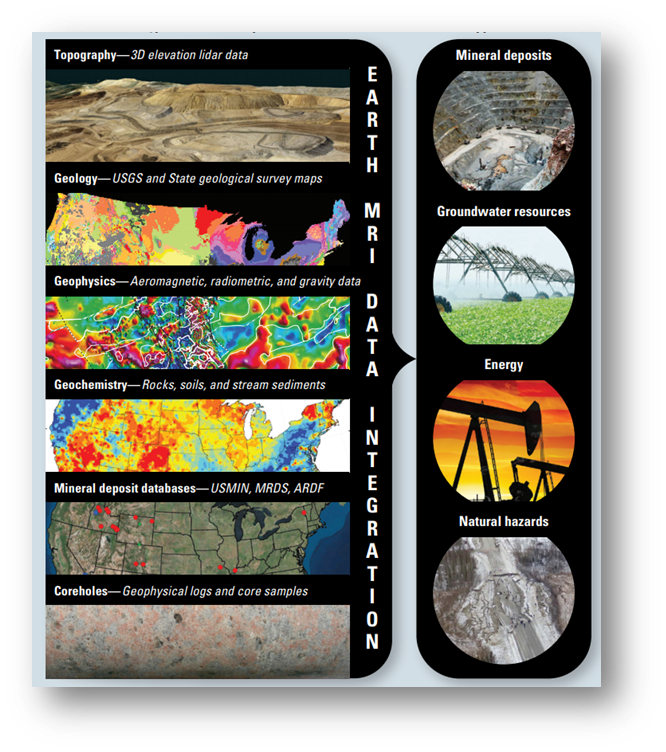 Topography—3D elevation lidar data
Geology—USGS and State geological survey maps
Geophysics—Aeromagnetic, radiometric, and gravity data
Geochemistry—Rocks, soils, and stream sediments
Mineral deposit databases—USMIN, MRDS, ARDF
Coreholes—Geophysical logs and core samples
EARTH MRI DATA INTEGRATION
Mineral deposits
Groundwater resources
Energy
Natural hazards